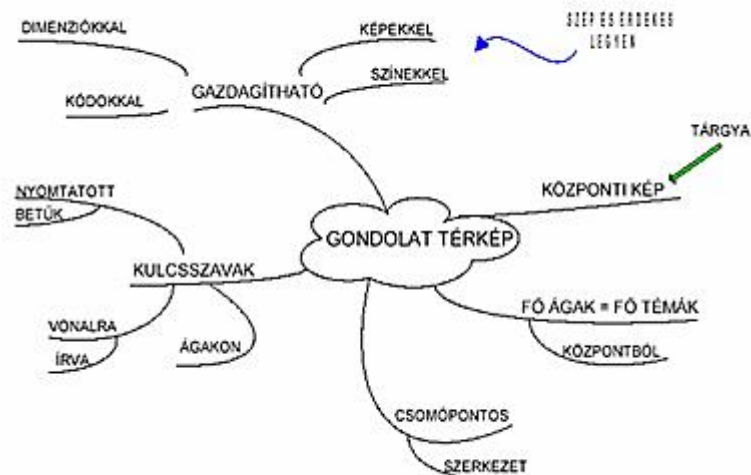 DIMENZIÓKKAL
KÉPEKKEL
SZÉP ÉS ÉRDEKES
LEGYEN
KÓDOKKAL
GAZDAGÍTHATÓ
SZÍNEKKEL
TÁRGYA
KÖZPONTI KÉP
NYOMTATOTT
BETŰK
GONDOLAT TÉRKÉP
KULCSSZAVAK
FŐ ÁGAK = FŐ TÉMÁK
VONALRA
ÍRVA
ÁGAKON
KÖZPONTBÓL
CSOMÓPONTOS
SZERKEZET